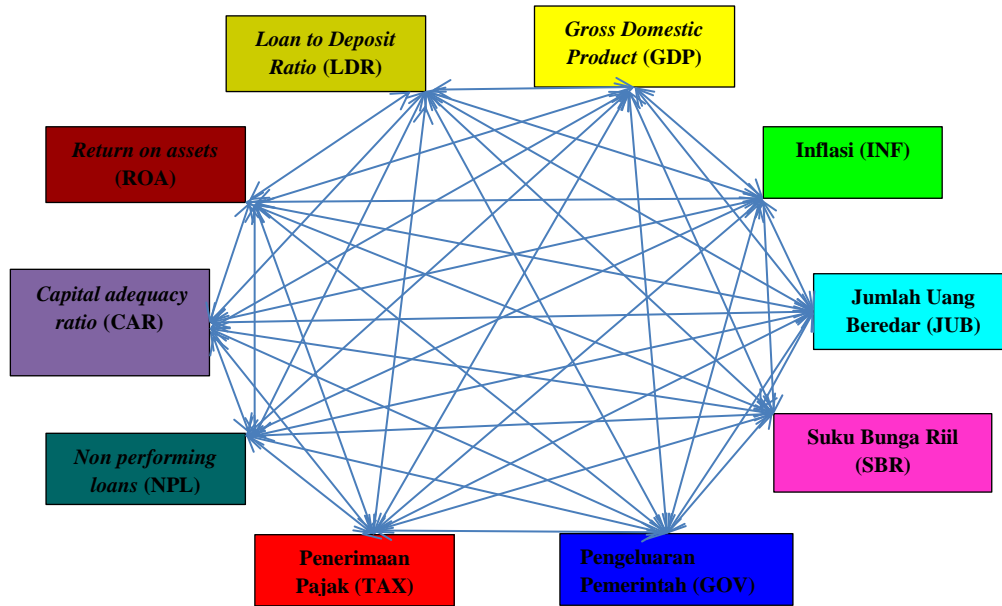 Loan to Deposit
Ratio (LDR)
Gross Domestic
Product (GDP)
Return on assets
(ROA)
Inflasi (INF)
Capital adequacy
ratio (CAR)
Jumlah Uang
Beredar (JUB)
Non performing
loans (NPL)
Suku Bunga Riil
(SBR)
Penerimaan
Pajak (TAX)
Pengeluaran
Pemerintah (GOV)